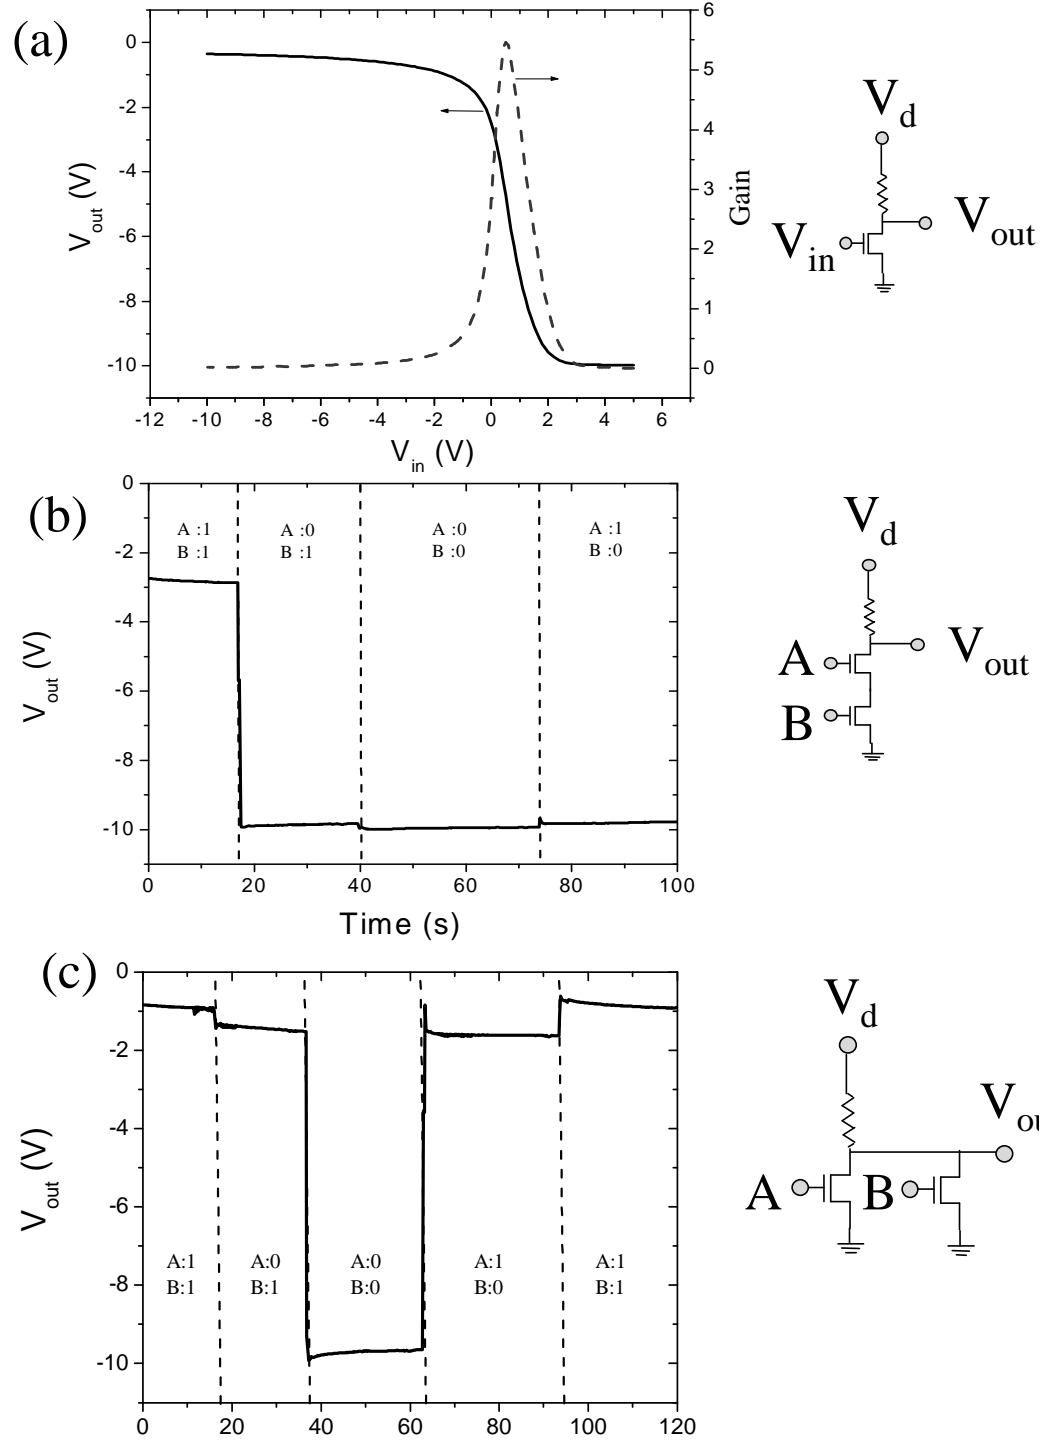 (a)
0
-2
-4
-6
-8
-10
V_out (V)
6
5
4
3
2
1
0
Gain
-12 -10 -8 -6 -4 -2 0 2 4 6
V_in (V)
V_d
V_in
V_out
(b)
0
-2
-4
-6
-8
-10
V_out (V)
A :1
B :1
A :0
B :1
A :0
B :0
A :1
B :0
0 20 40 60 80 100
Time (s)
V_d
A
V_out
B
(c)
0
-2
-4
-6
-8
-10
V_out (V)
A:1
B:1
A:0
B:1
A:0
B:0
A:1
B:0
A:1
B:1
0 20 40 60 80 100 120
V_d
V_ou
A
B